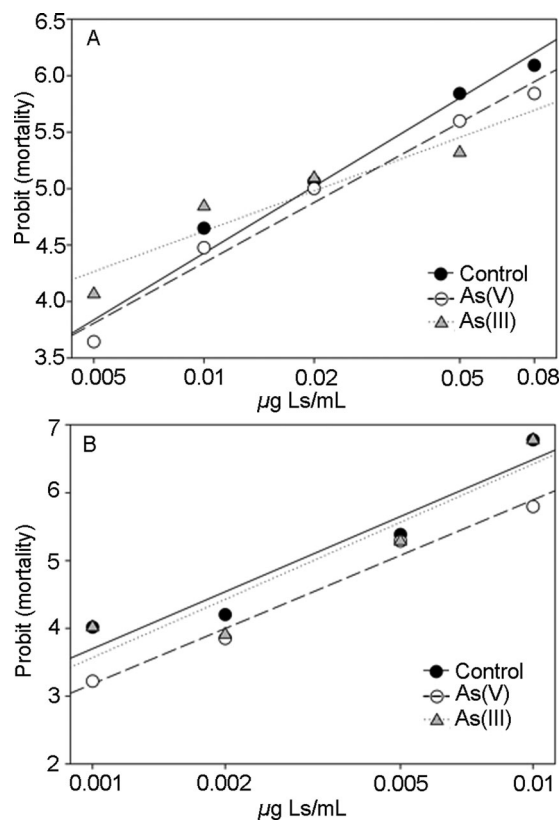 A
6.5
6.0
5.5
5.0
4.5
4.0
3.5
Probit (mortality)
Control
As(V)
As(III)
0.005 0.01 0.02 0.05 0.08
µg Ls/mL
B
7
6
5
4
3
2
Probit (mortality)
Control
As(V)
As(III)
0.001 0.002 0.005 0.01
µg Ls/mL